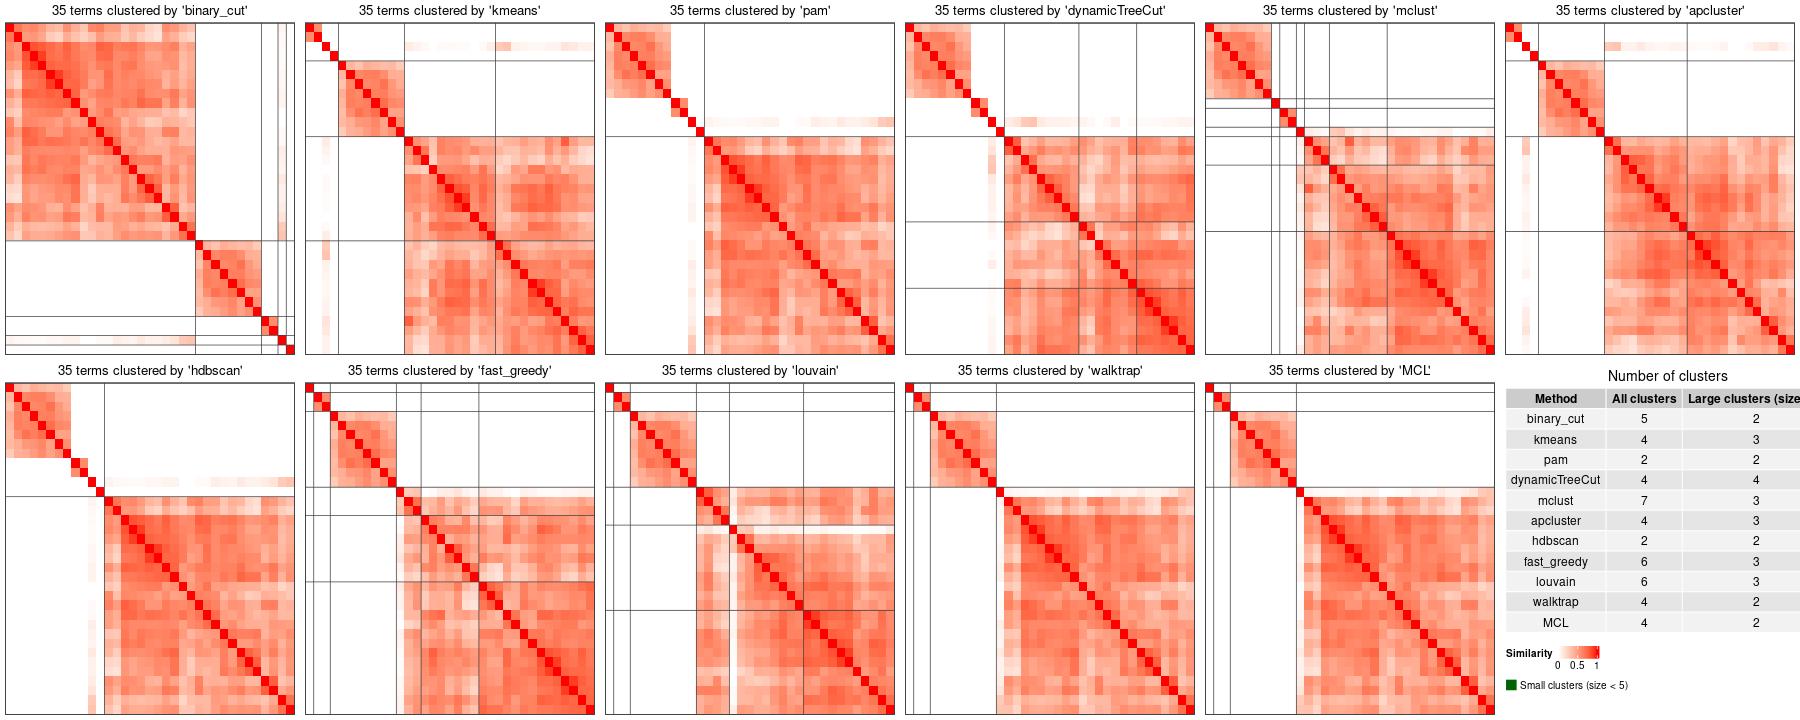 35 terms clustered by 'binary_cut'
35 terms clustered by 'kmeans'
35 terms clustered by 'pam'
35 terms clustered by 'dynamicTreeCut'
35 terms clustered by 'mclust'
35 terms clustered by 'apcluster'
35 terms clustered by 'hdbscan'
35 terms clustered by 'fast_greedy'
35 terms clustered by 'louvain'
35 terms clustered by 'walktrap'
35 terms clustered by 'MCL'
Number of clusters
Method All clusters Large clusters (size
binary_cut 5 2
kmeans 4 3
pam 2 2
dynamicTreeCut 4 4
mclust 7 3
apcluster 4 3
hdbscan 2 2
fast_greedy 6 3
louvain 6 3
walktrap 4 2
MCL 4 2
Similarity
0 0.5 1
Small clusters (size < 5)